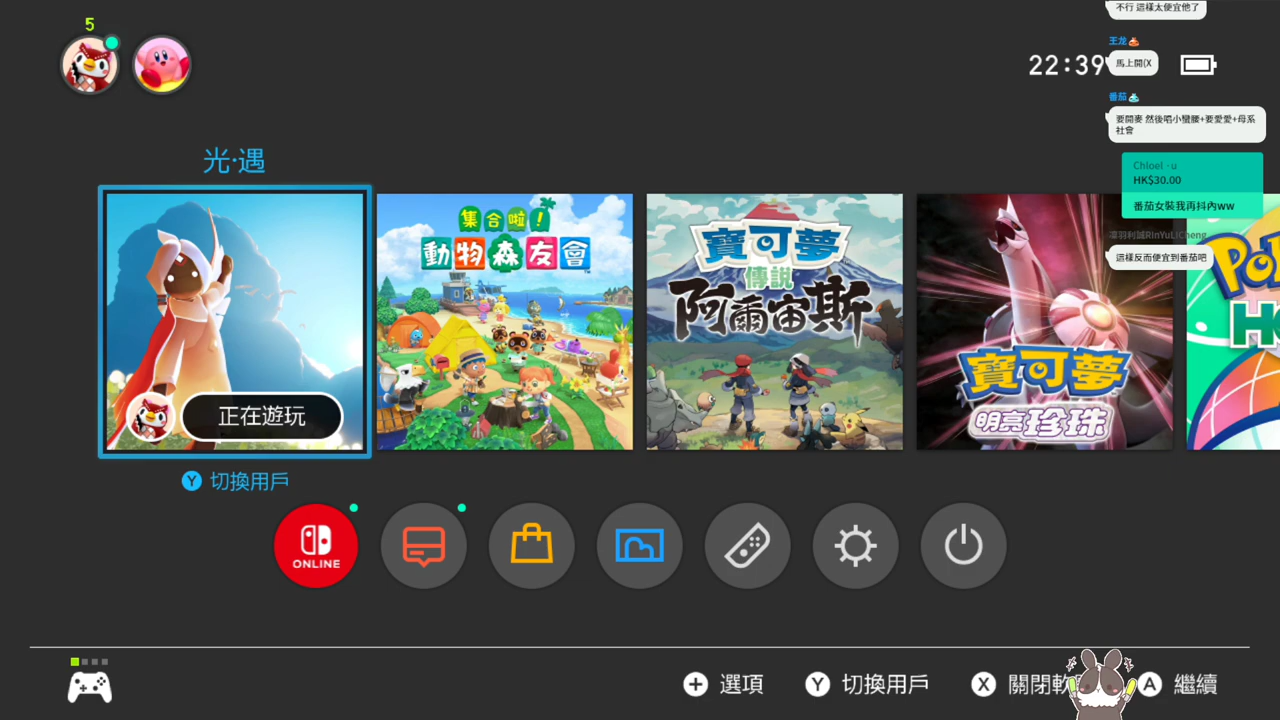 5
22:39
不行 這樣太便宜他了
王龙
馬上開(X
番茄
要開麥 然後唱小蠻腰+要愛愛+母系
社會
Chloel - u
HK$30.00
番茄女裝我再抖內ww
這樣反而便宜到番茄吧
光·遇
正在遊玩
集合啦！
動物森友會
寶可夢
傳說
阿爾宙斯
寶可夢
明亮珍珠
Y 切換用戶
ONLINE
+ 選項
Y 切換用戶
X 關閉軟
A 繼續